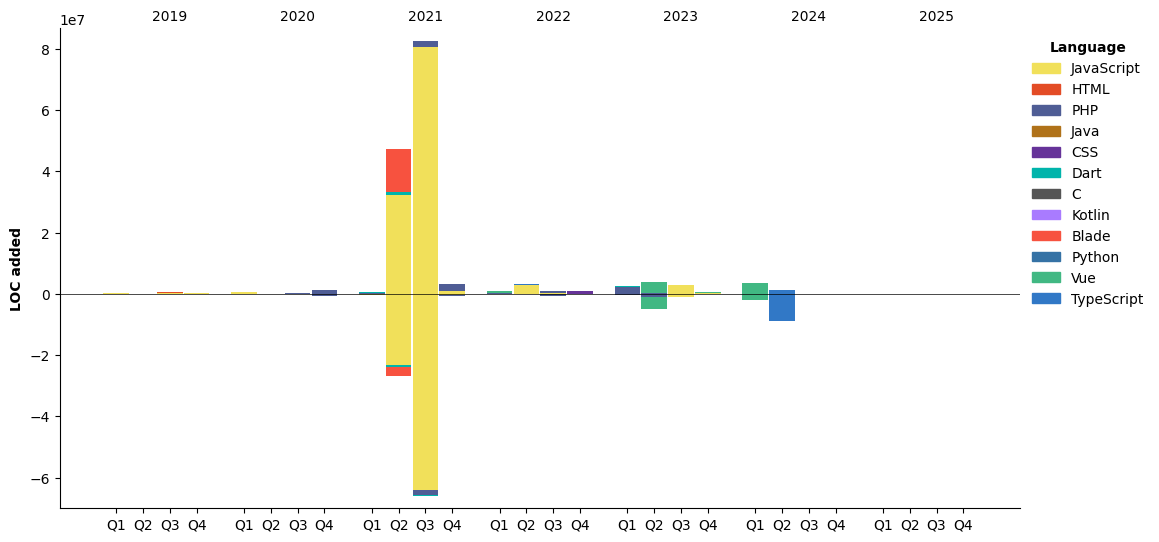 1e7
2019 2020 2021 2022 2023 2024 2025
Language
JavaScript
HTML
PHP
Java
CSS
Dart
C
Kotlin
Blade
Python
Vue
TypeScript
LOC added
8
6
4
2
0
−2
−4
−6
Q1 Q2 Q3 Q4 Q1 Q2 Q3 Q4 Q1 Q2 Q3 Q4 Q1 Q2 Q3 Q4 Q1 Q2 Q3 Q4 Q1 Q2 Q3 Q4 Q1 Q2 Q3 Q4